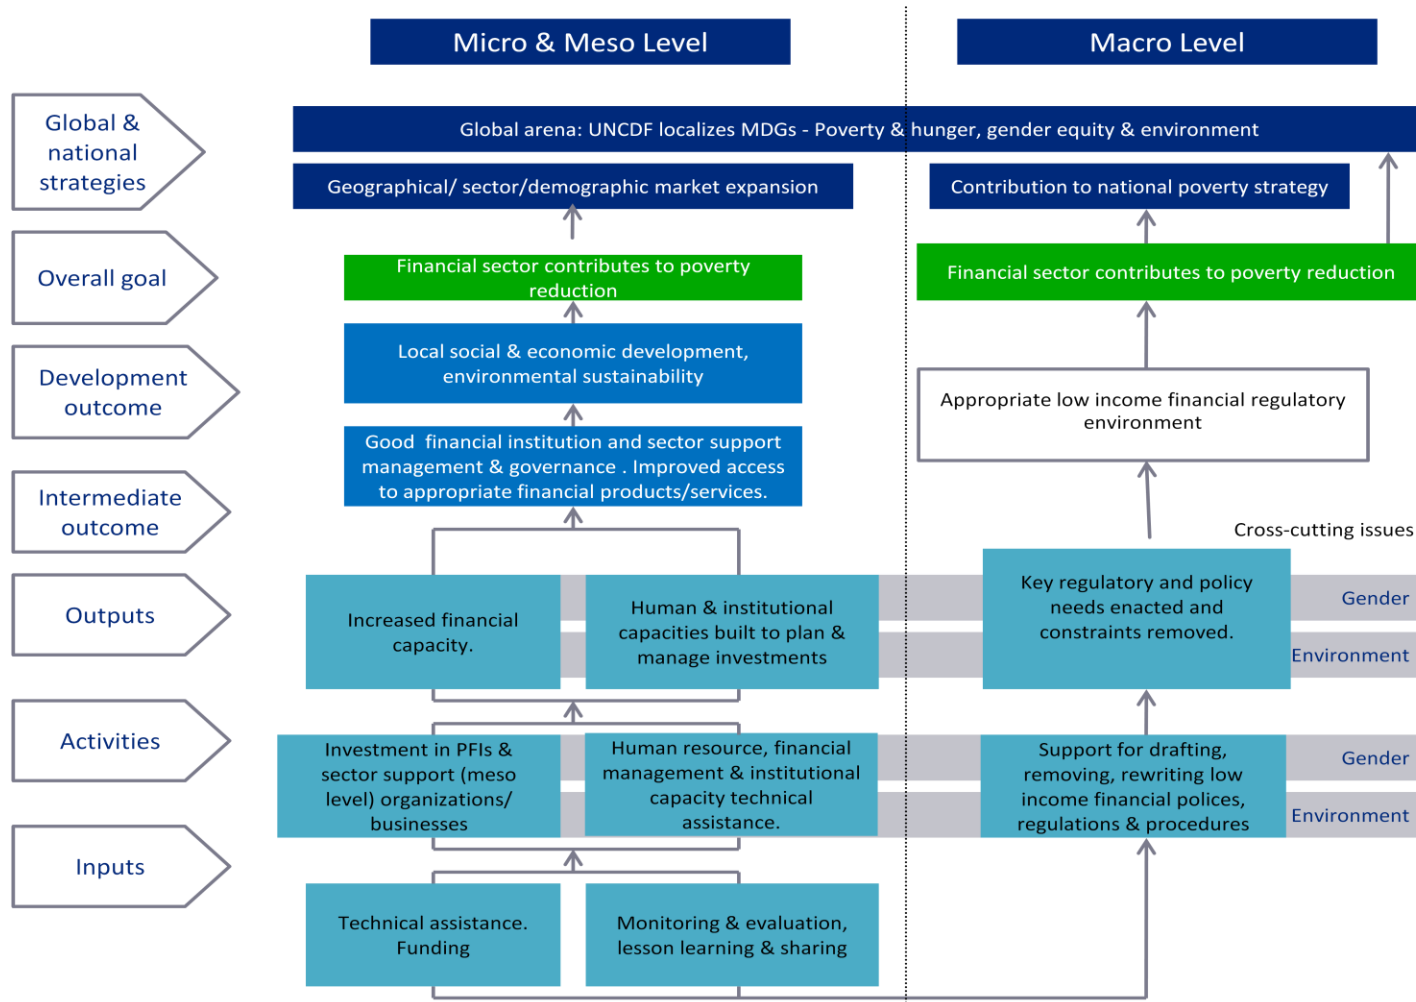 Micro & Meso Level
Macro Level
Global &
national
strategies
Global arena: UNCDF localizes MDGs - Poverty & hunger, gender equity & environment
Geographical/ sector/demographic market expansion
Contribution to national poverty strategy
Overall goal
Financial sector contributes to poverty
reduction
Financial sector contributes to poverty reduction
Development
outcome
Local social & economic development,
environmental sustainability
Appropriate low income financial regulatory
environment
Good  financial institution and sector support
management & governance . Improved access
to appropriate financial products/services.
Intermediate
outcome
Cross-cutting issues
Outputs
Increased financial
capacity.
Human & institutional
capacities built to plan &
manage investments
Key regulatory and policy
needs enacted and
constraints removed.
Gender
Environment
Activities
Investment in PFIs &
sector support (meso
level) organizations/
businesses
Human resource, financial
management & institutional
capacity technical
assistance.
Support for drafting,
removing, rewriting low
income financial polices,
regulations & procedures
Gender
Environment
Inputs
Technical assistance.
Funding
Monitoring & evaluation,
lesson learning & sharing